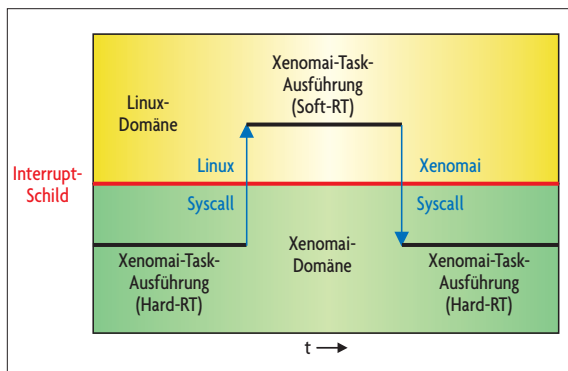 Xenomai-Task-
Ausführung
(Soft-RT)
Linux-
Domäne
Linux
Xenomai
Interrupt-
Schild
Syscall
Syscall
Xenomai-Task-
Ausführung
(Hard-RT)
Xenomai-
Domäne
Xenomai-Task-
Ausführung
(Hard-RT)
t